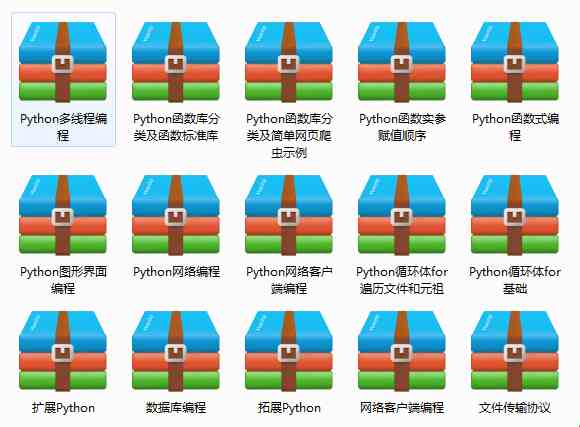 Python多线程编
程
Python函数库分
类及函数标准库
Python函数库分
类及简单网页爬
虫示例
Python函数实参
赋值顺序
Python函数式编
程
Python图形界面
编程
Python网络编程
Python网络客户
端编程
Python循环体for
遍历文件和元祖
Python循环体for
基础
扩展Python
数据库编程
拓展Python
网络客户端编程
文件传输协议